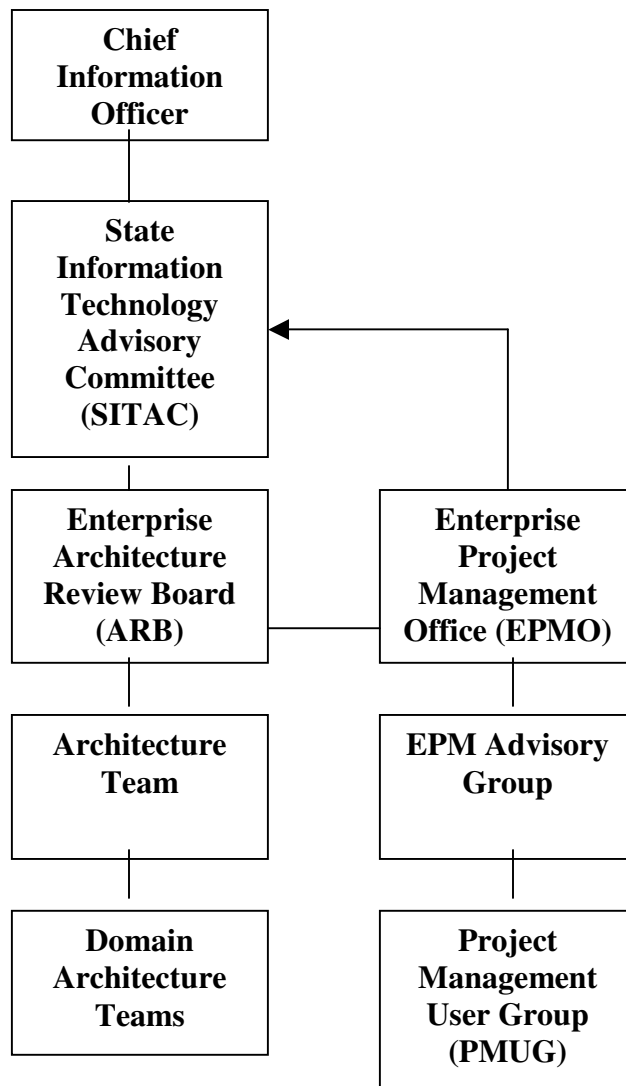 Chief
Information
Officer
State
Information
Technology
Advisory
Committee
(SITAC)
Enterprise
Architecture
Review Board
(ARB)
Enterprise
Project
Management
Office (EPMO)
Architecture
Team
EPM Advisory
Group
Domain
Architecture
Teams
Project
Management
User Group
(PMUG)